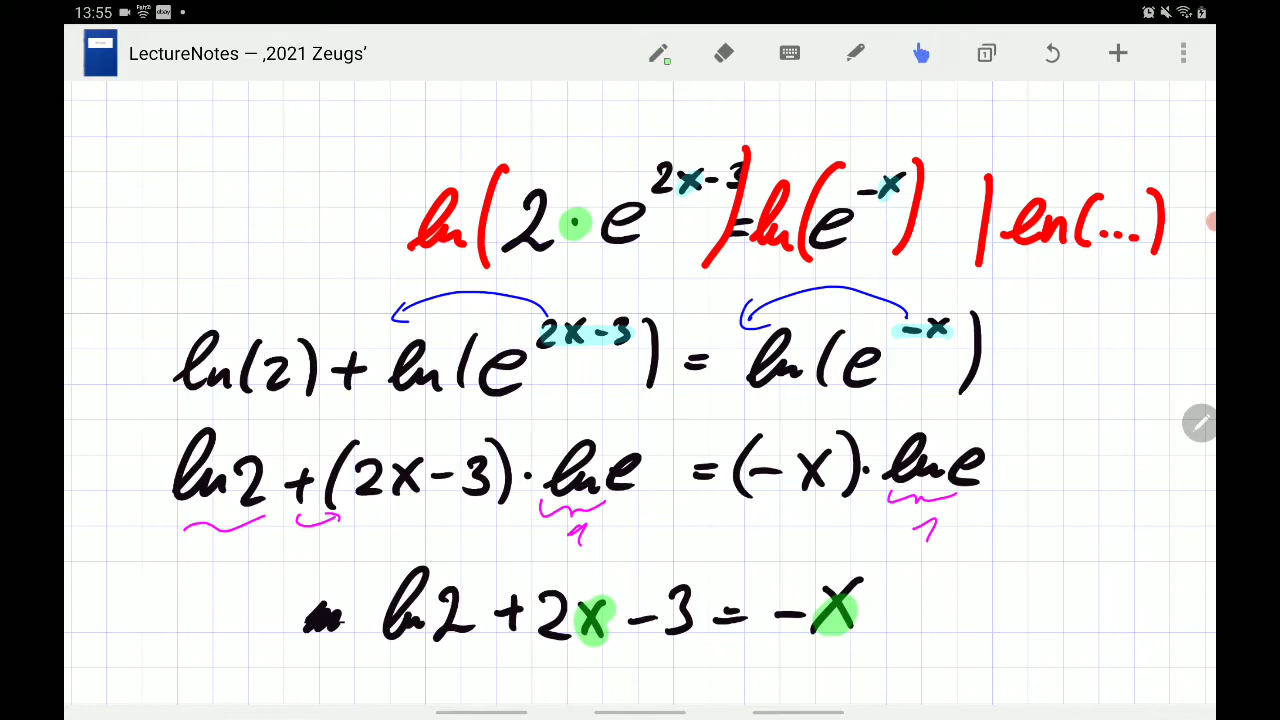 13:55
LectureNotes — ‚2021 Zeugs‘
ln(2 · e^(2x-3)) = ln(e^(-x)) | ln(...)
ln(2) + ln(e^(2x-3)) = ln(e^(-x))
ln2 + (2x-3) · lne = (-x) · lne
1 1
ln2 + 2x - 3 = -x